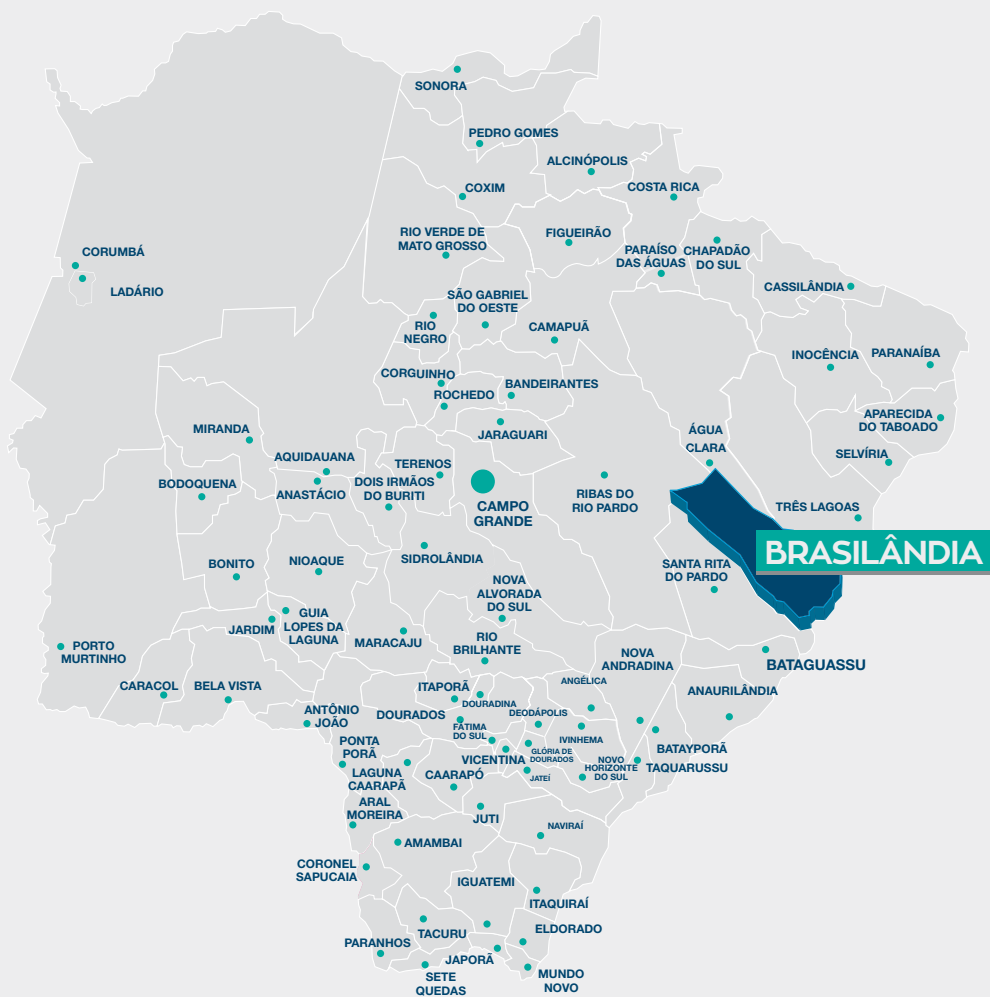 SONORA
PEDRO GOMES
ALCINÓPOLIS
COSTA RICA
COXIM
RIO VERDE DE
MATO GROSSO
FIGUEIRÃO
PARAÍSO
DAS ÁGUAS
CHAPADÃO
DO SUL
CORUMBÁ
LADÁRIO
CASSILÂNDIA
SÃO GABRIEL
DO OESTE
RIO
NEGRO
CAMAPUÃ
INOCÊNCIA
PARANAÍBA
CORGUINHO
BANDEIRANTES
ROCHEDO
APARECIDA
DO TABOADO
MIRANDA
JARAGUARI
ÁGUA
CLARA
SELVÍRIA
AQUIDAUANA
TERENOS
BODOQUENA
ANASTÁCIO
DOIS IRMÃOS
DO BURITI
CAMPO
GRANDE
RIBAS DO
RIO PARDO
TRÊS LAGOAS
BRASILÂNDIA
SIDROLÂNDIA
BONITO
NIOAQUE
SANTA RITA
DO PARDO
NOVA
ALVORADA
DO SUL
GUIA
LOPES DA
LAGUNA
JARDIM
MARACAJU
RIO
BRILHANTE
PORTO
MURTINHO
NOVA
ANDRADINA
BATAGUASSU
CARACOL
BELA VISTA
ITAPORÃ
DOURADINA
ANGÉLICA
ANAURILÂNDIA
ANTÔNIO
JOÃO
DOURADOS
DEODÁPOLIS
FÁTIMA
DO SUL
IVINHEMA
PONTA
PORÃ
VICENTINA
GLÓRIA DE
DOURADOS
BATAYPORÃ
TAQUARUSSU
NOVO
HORIZONTE
DO SUL
LAGUNA
CAARAPÃ
CAARAPÓ
JATEÍ
ARAL
MOREIRA
JUTI
NAVIRAÍ
AMAMBAI
CORONEL
SAPUCAIA
IGUATEMI
ITAQUIRAÍ
TACURU
ELDORADO
PARANHOS
JAPORÃ
SETE
QUEDAS
MUNDO
NOVO